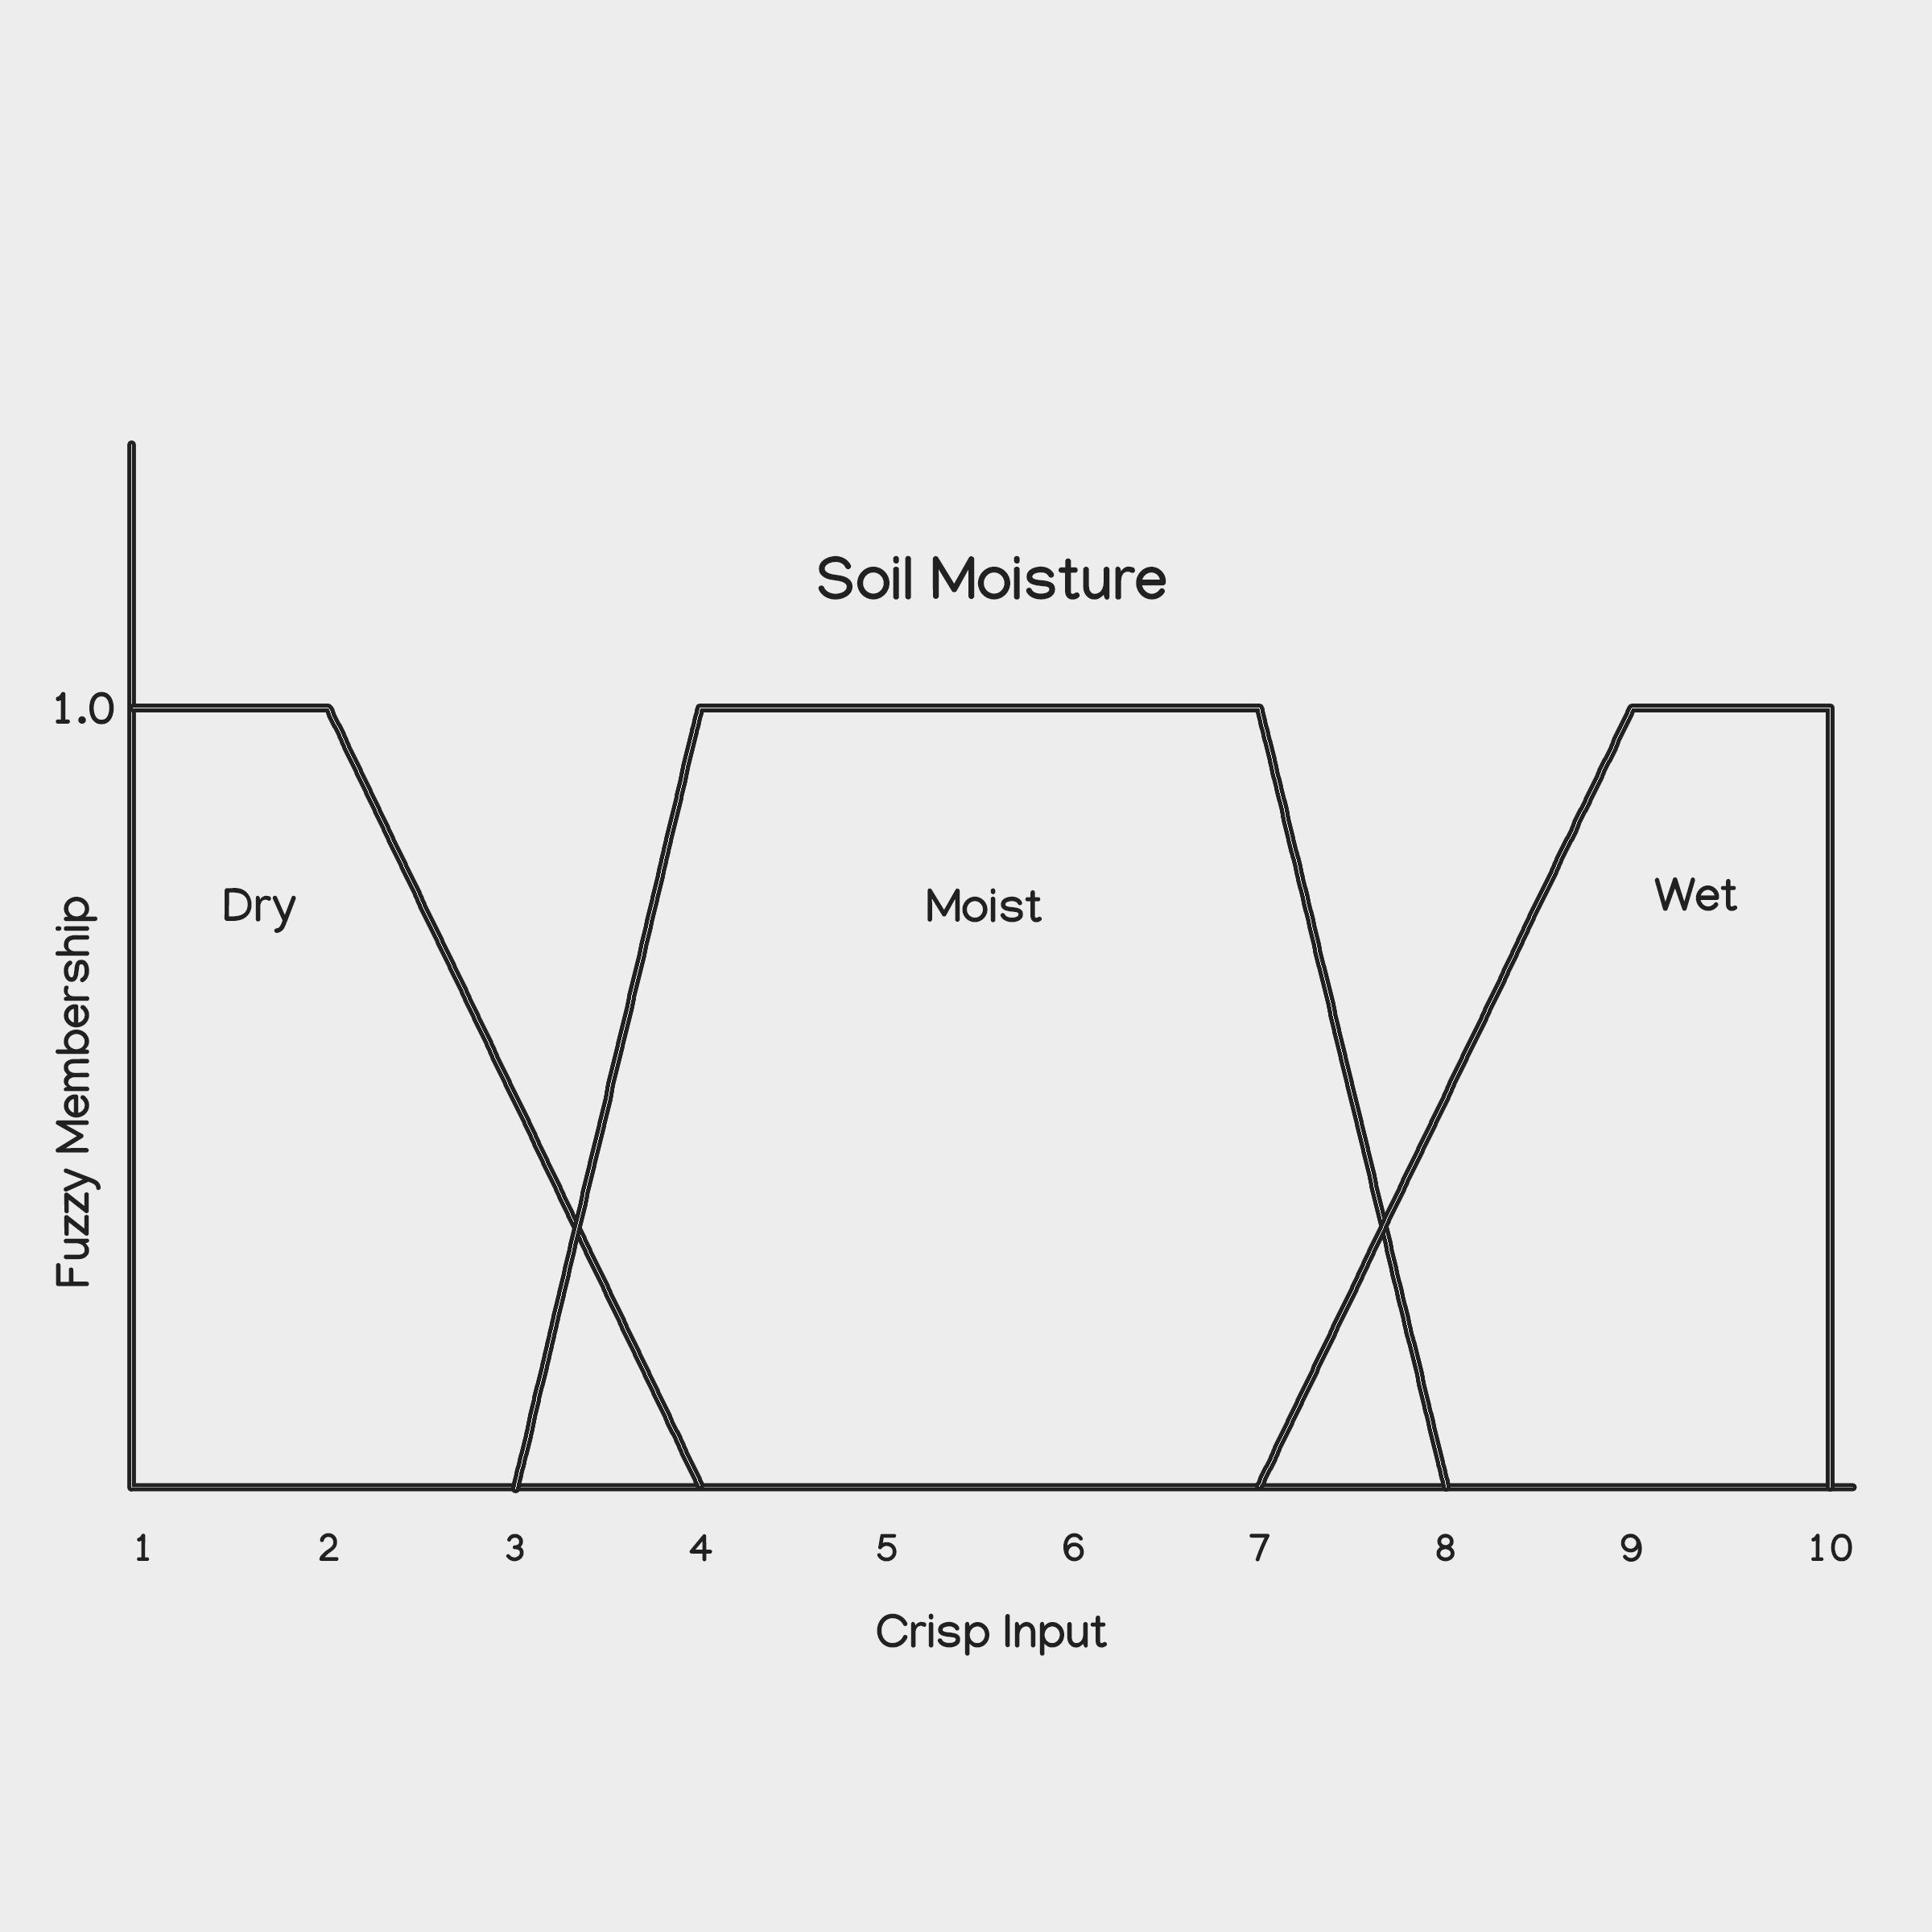 Soil Moisture
1.0
Fuzzy Membership
Dry
Moist
Wet
1 2 3 4 5 6 7 8 9 10
Crisp Input